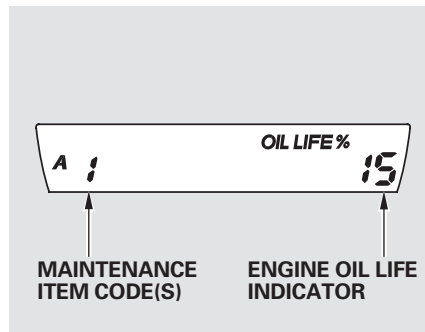 OIL LIFE %
A 1 15
MAINTENANCE
ITEM CODE(S)
ENGINE OIL LIFE
INDICATOR